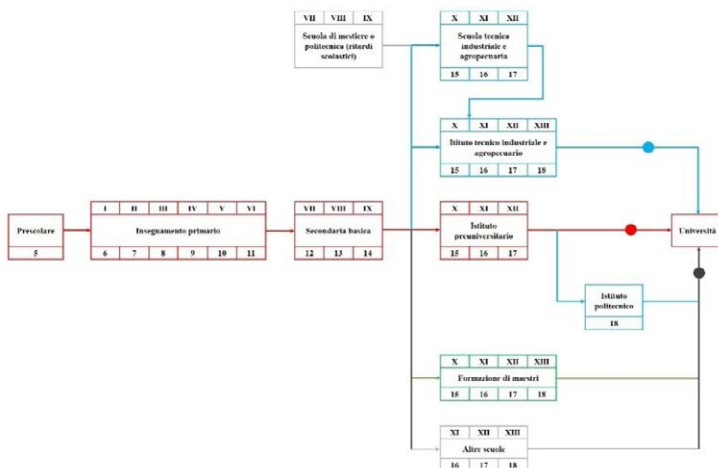 VII VIII IX
Scuola di mestiere o
politecnica (ritardi
scolastici)
X XI XII
Scuola tecnica
industriale e
agropecuaria
15 16 17
X XI XII XIII
Itituto tecnico industriale e
agropecuario
15 16 17 18
Prescolare
5
I II III IV V VI
Insegnamento primario
6 7 8 9 10 11
VII VIII IX
Secondaria basica
12 13 14
X XI XII
Istituto
preuniversitario
15 16 17
Università
Istituto
politecnico
18
X XI XII XIII
Formazione di maestri
15 16 17 18
XI XII XIII
Altre scuole
16 17 18